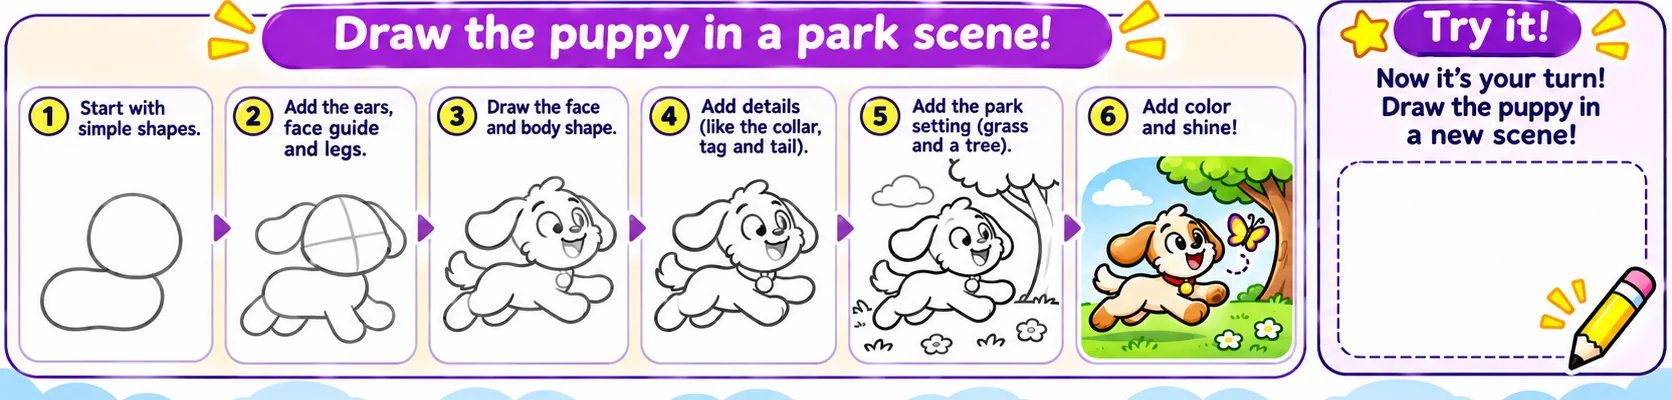 Draw the puppy in a park scene!
1
Start with
simple shapes.
2
Add the ears,
face guide
and legs.
3
Draw the face
and body shape.
4
Add details
(like the collar,
tag and tail).
5
Add the park
setting (grass
and a tree).
6
Add color
and shine!
Try it!
Now it's your turn!
Draw the puppy in
a new scene!